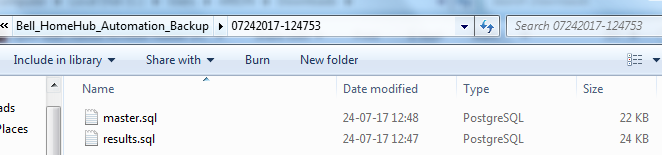 Bell_HomeHub_Automation_Backup 07242017-124753 Search 07242017-124753
Include in library Share with Burn New folder
Name Date modified Type Size
master.sql 24-07-17 12:48 PostgreSQL 22 KB
results.sql 24-07-17 12:47 PostgreSQL 24 KB
ads
Places